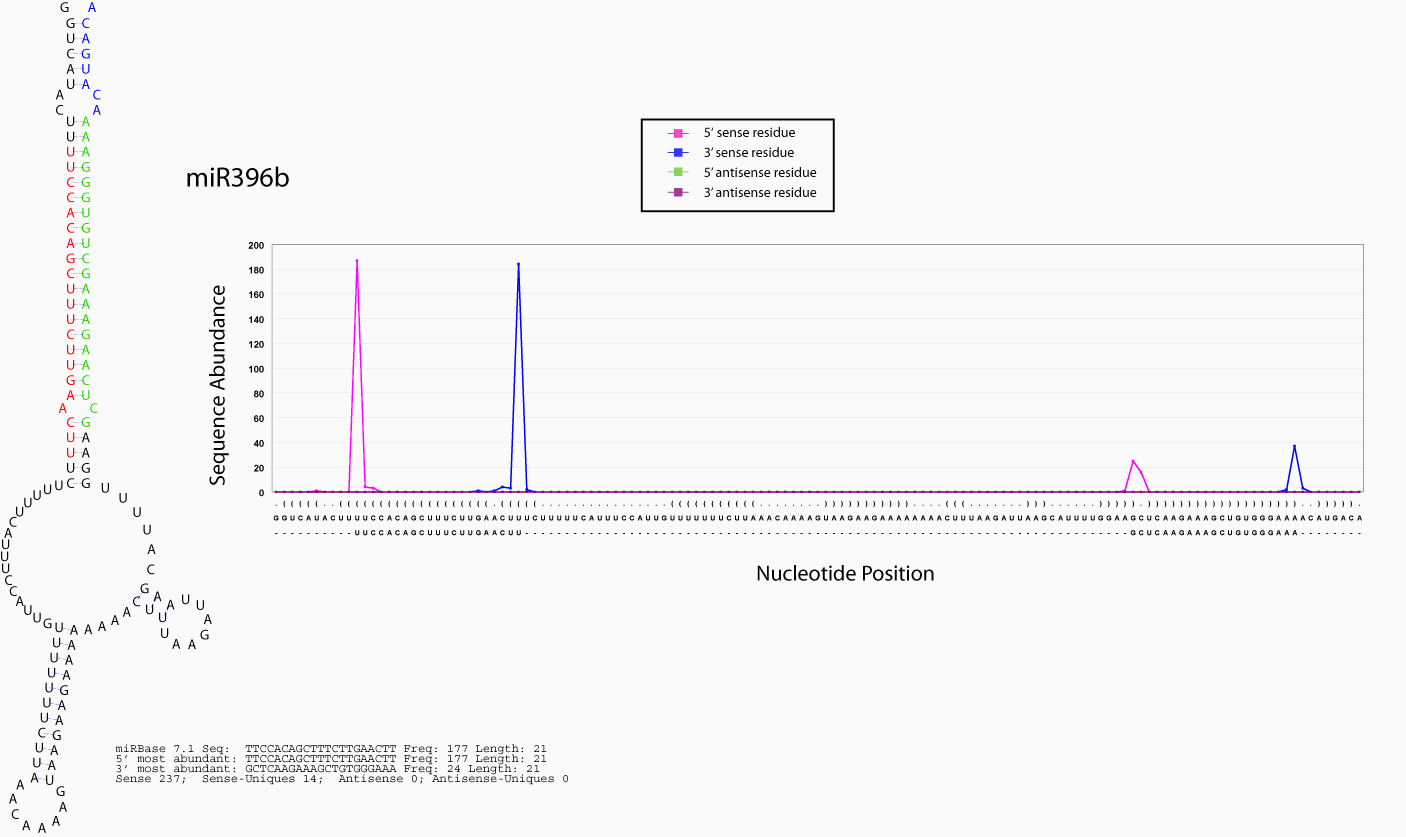 G A
G C
U A
C G
A U
U A
A C
C A
U A
U A
U A
U G
C G
C G
A U
C G
A U
G C
C G
U A
U A
U A
C G
U A
U A
G C
A U
A C
C G
U A
U A
U G
C G
miR396b
5′ sense residue
3′ sense residue
5′ antisense residue
3′ antisense residue
200
180
160
140
120
100
80
60
40
20
0
Sequence Abundance
GGUCAUACUUUUCCACAGCUUUCUUGAACUUUCUUUUUCAUUUCCAUUGUUUUUUUCUUAAACAAAAGUAAGAAGAAAAAAAAACUUUAAGAUUAAGCAUUUUGGAAGCUCAAGAAAGCUGUGGGAAAACAUGACA
----------UUCCACAGCUUUCUUGAACUU---------------------------------------------------------------------------GCUCAAGAAAGCUGUGGGAAA--------
Nucleotide Position
miRBase 7.1 Seq: TTCCACAGCTTTCTTGAACTT Freq: 177 Length: 21
5′ most abundant: TTCCACAGCTTTCTTGAACTT Freq: 177 Length: 21
3′ most abundant: GCTCAAGAAAGCTGTGGGAAA Freq: 24 Length: 21
Sense 237; Sense-Uniques 14; Antisense 0; Antisense-Uniques 0